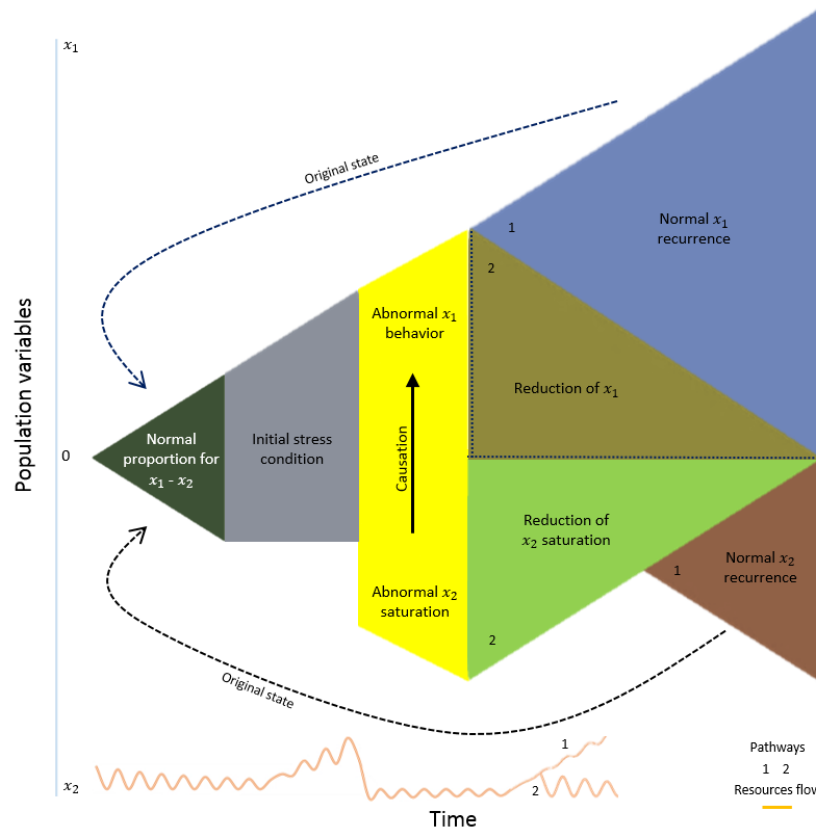 x₁
Original state
1
Normal x₁
recurrence
2
Abnormal x₁
behavior
Reduction of x₁
Population variables
0
Normal
proportion for
x₁ - x₂
Initial stress
condition
Causation
Reduction of
x₂ saturation
1
Normal x₂
recurrence
Abnormal x₂
saturation
2
Original state
1
2
x₂
Time
Pathways
1 2
Resources flow